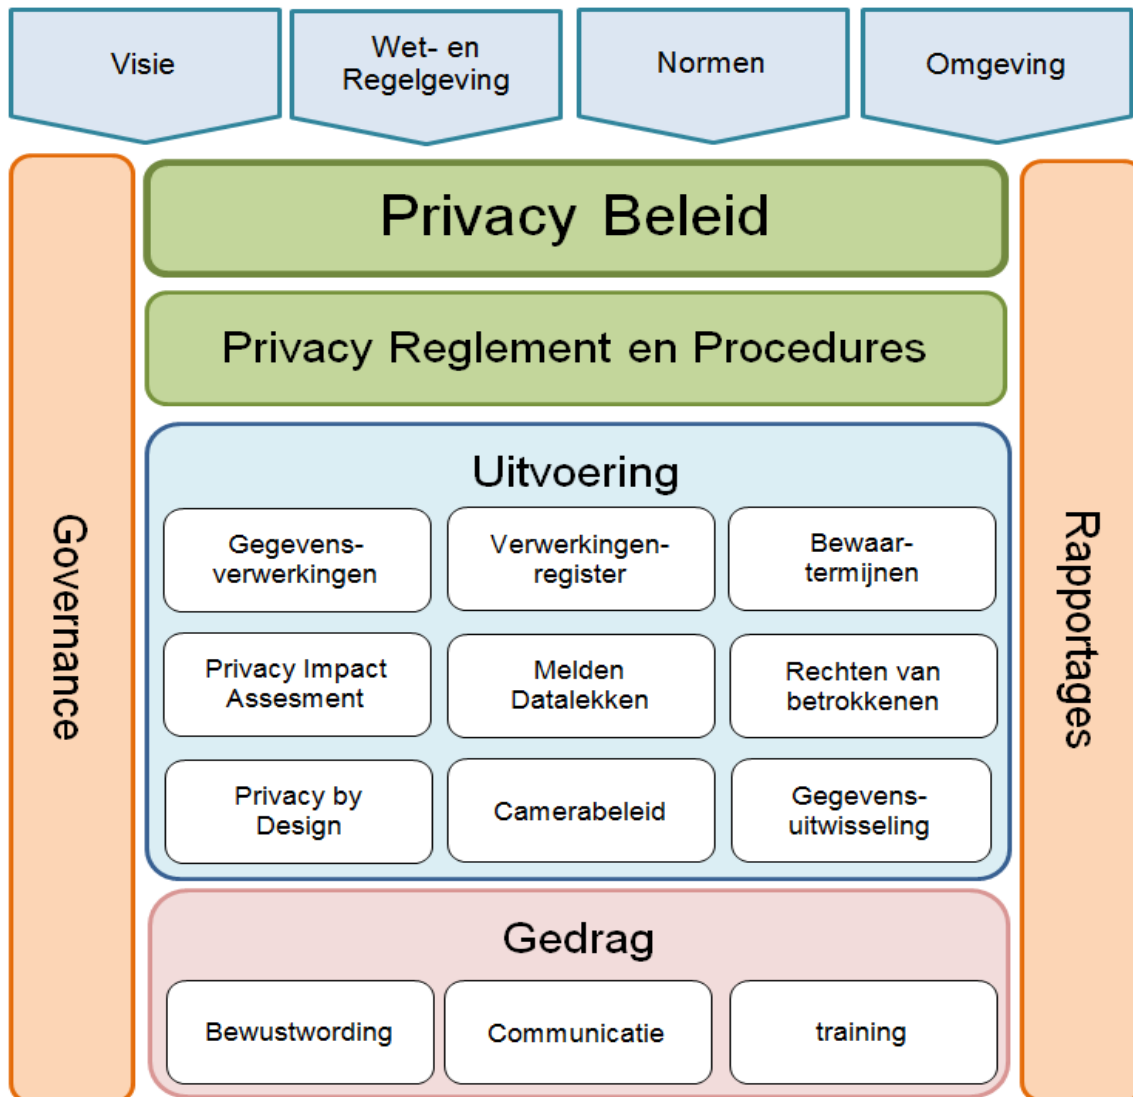 Visie
Wet- en
Regelgeving
Normen
Omgeving
Privacy Beleid
Privacy Reglement en Procedures
Governance
Uitvoering
Gegevens-
verwerkingen
Verwerkingen-
register
Bewaar-
termijnen
Privacy Impact
Assesment
Melden
Datalekken
Rechten van
betrokkenen
Privacy by
Design
Camerabeleid
Gegevens-
uitwisseling
Gedrag
Bewustwording
Communicatie
training
Rapportages